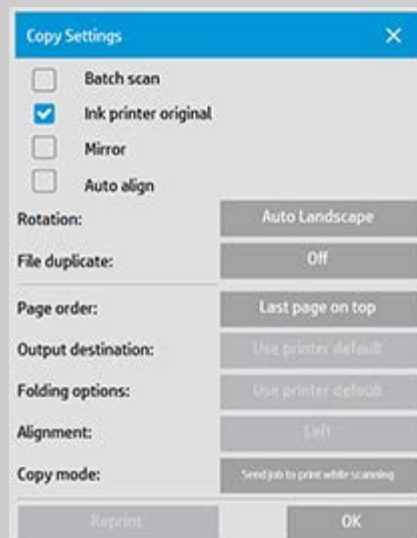 Copy Settings
Batch scan
Ink printer original
Mirror
Auto align
Rotation: Auto Landscape
File duplicate: Off
Page order: Last page on top
Output destination: Use printer default
Folding options: Use printer default
Alignment: Left
Copy mode: Send job to print while scanning
Reprint OK